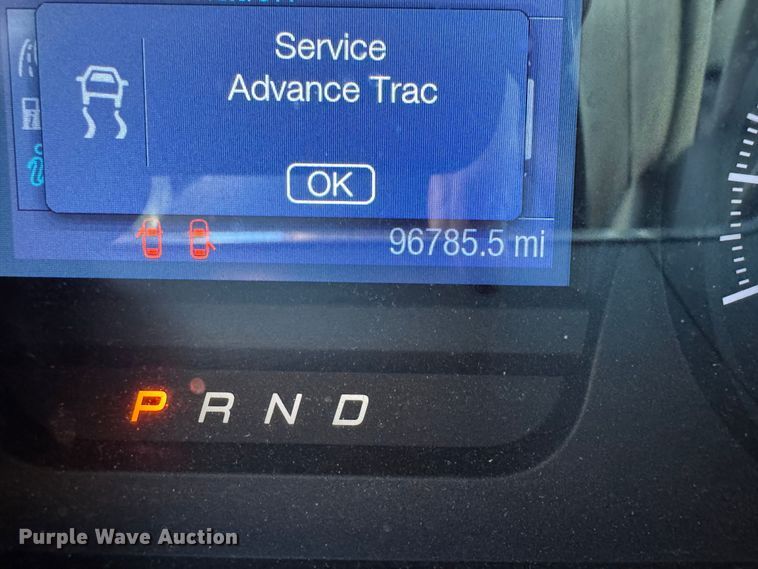 Service
Advance Trac
OK
96785.5 mi
P R N D
Purple Wave Auction